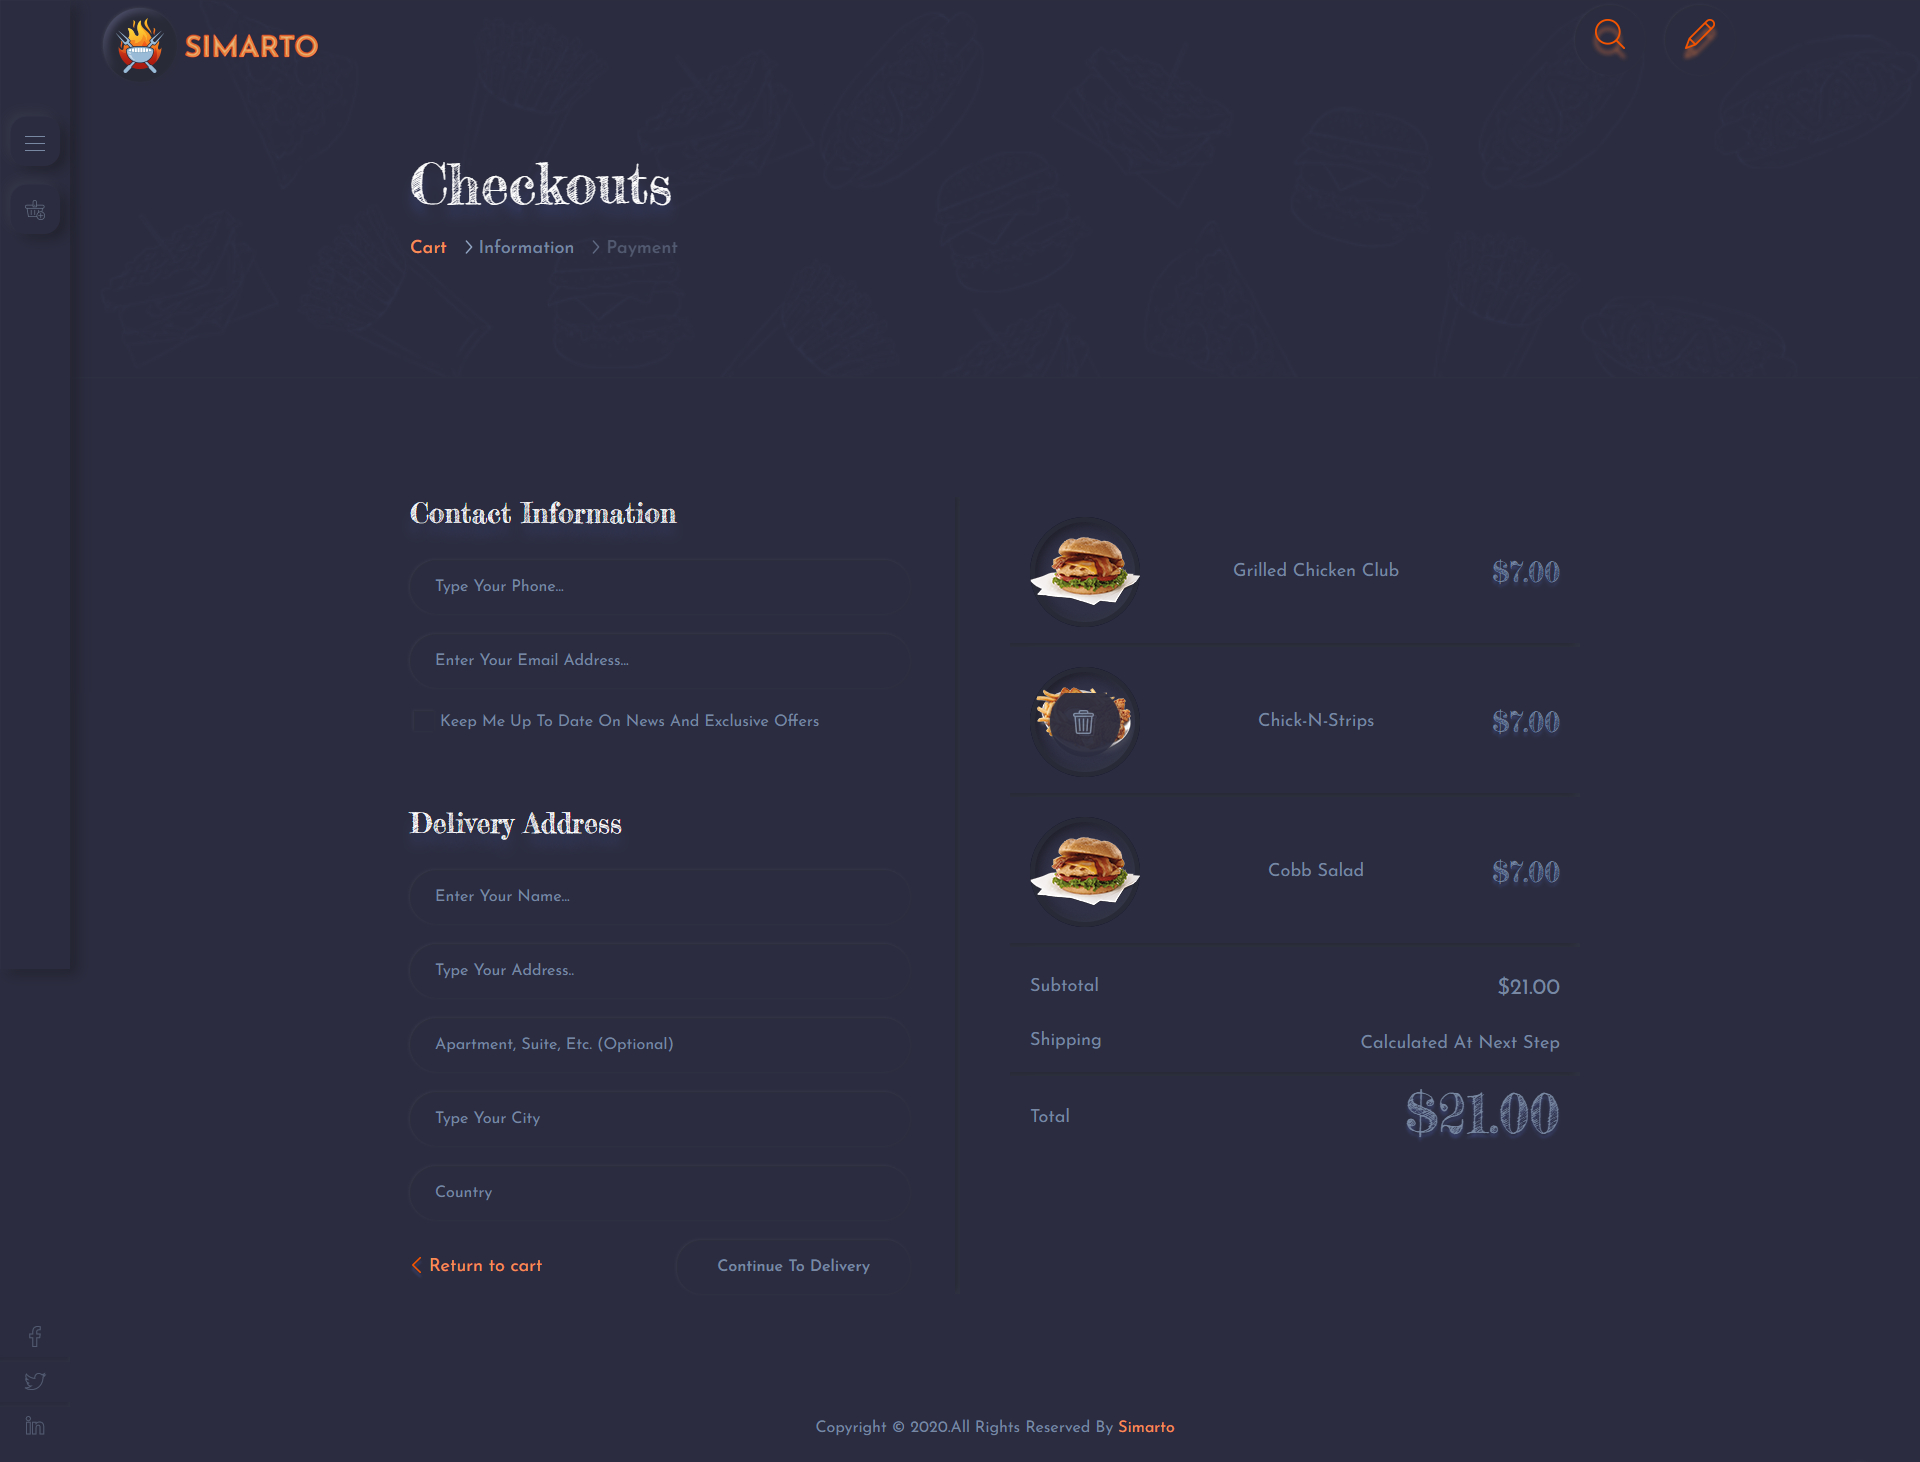 SIMARTO
Checkouts
Cart
Information
Payment
Contact Information
Type Your Phone...
Enter Your Email Address...
Keep Me Up To Date On News And Exclusive Offers
Delivery Address
Enter Your Name...
Type Your Address..
Apartment, Suite, Etc. (Optional)
Type Your City
Country
Return to cart
Continue To Delivery
Grilled Chicken Club
$7.00
Chick-N-Strips
$7.00
Cobb Salad
$7.00
Subtotal
$21.00
Shipping
Calculated At Next Step
Total
$21.00
Copyright © 2020.All Rights Reserved By Simarto